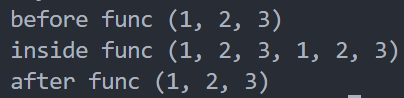 before func (1, 2, 3)
inside func (1, 2, 3, 1, 2, 3)
after func (1, 2, 3)